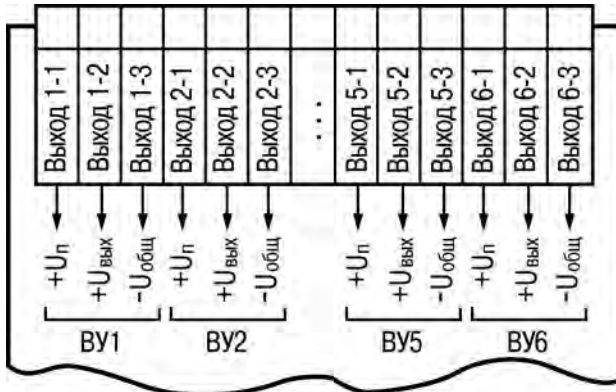 Выход 1-1 Выход 1-2 Выход 1-3 Выход 2-1 Выход 2-2 Выход 2-3 .... Выход 5-1 Выход 5-2 Выход 5-3 Выход 6-1 Выход 6-2 Выход 6-3
+Uп +Uвых -Uобщ +Uп +Uвых -Uобщ +Uп +Uвых -Uобщ +Uп +Uвых -Uобщ
ВУ1 ВУ2 ВУ5 ВУ6